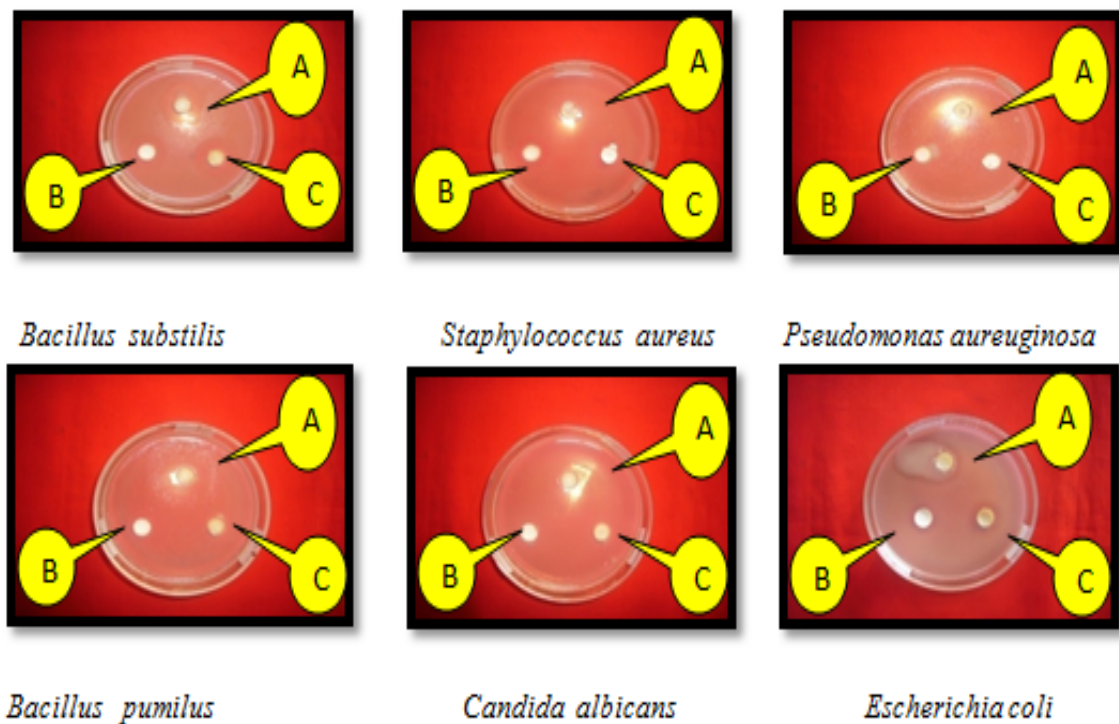 A
B
C
A
B
C
A
B
C
Bacillus substilis
Staphylococcus aureus
Pseudomonas aureuginosa
A
B
C
A
B
C
A
B
C
Bacillus pumilus
Candida albicans
Escherichia coli